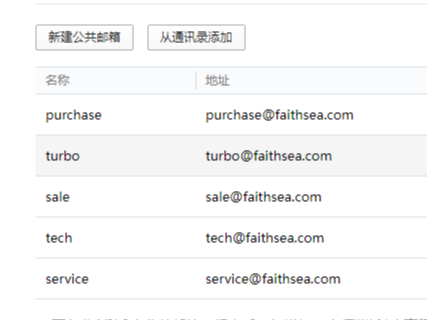 新建公共邮箱 从通讯录添加
名称 地址
purchase purchase@faithsea.com
turbo turbo@faithsea.com
sale sale@faithsea.com
tech tech@faithsea.com
service service@faithsea.com